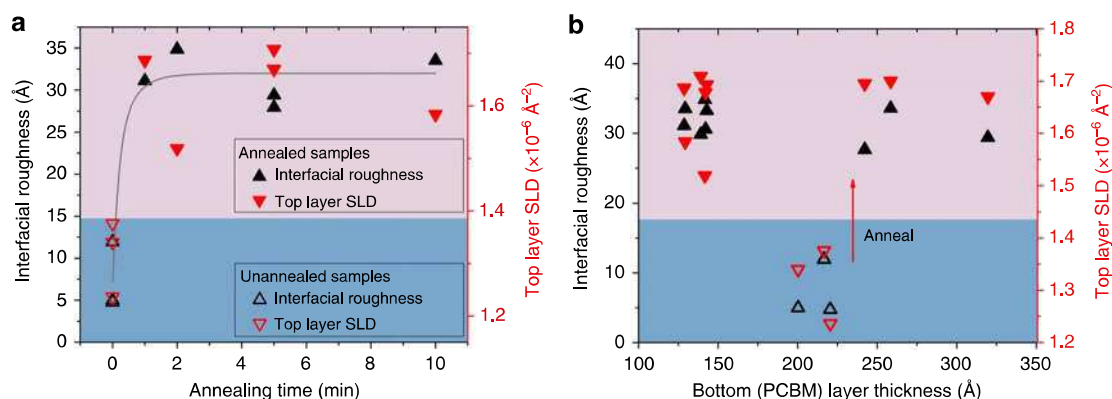 a
35
30
25
20
15
10
5
0
Interfacial roughness (Å)
0
2
4
6
8
10
Annealing time (min)
1.6
1.4
1.2
Top layer SLD (×10⁻⁶ Å⁻²)
Annealed samples
Interfacial roughness
Top layer SLD
Unannealed samples
Interfacial roughness
Top layer SLD
b
40
30
20
10
0
Interfacial roughness (Å)
100
150
200
250
300
350
Bottom (PCBM) layer thickness (Å)
1.8
1.7
1.6
1.5
1.4
1.3
1.2
Top layer SLD (×10⁻⁶ Å⁻²)
Anneal